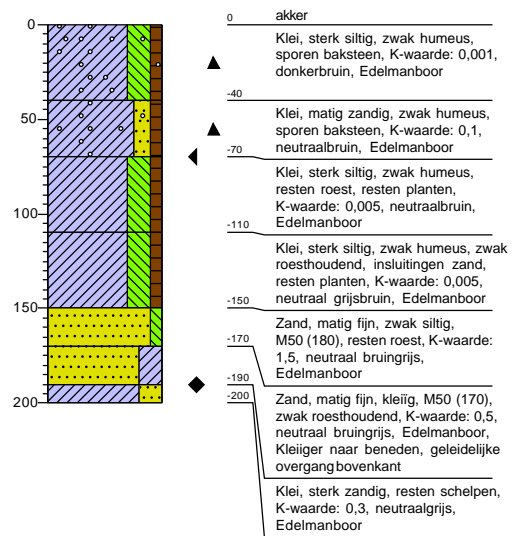 0
akker
0
Klei, sterk siltig, zwak humeus,
sporen baksteen, K-waarde: 0,001,
donkerbruin, Edelmanboor
-40
50
Klei, matig zandig, zwak humeus,
sporen baksteen, K-waarde: 0,1,
neutraalbruin, Edelmanboor
-70
Klei, sterk siltig, zwak humeus,
resten roest, resten planten,
K-waarde: 0,005, neutraalbruin,
Edelmanboor
100
-110
Klei, sterk siltig, zwak humeus, zwak
roesthoudend, insluitingen zand,
resten planten, K-waarde: 0,005,
neutraal grijsbruin, Edelmanboor
150
-150
Zand, matig fijn, zwak siltig,
M50 (180), resten roest, K-waarde:
1,5, neutraal bruingrijs,
Edelmanboor
-170
-190
200
-200
Zand, matig fijn, kleiïg, M50 (170),
zwak roesthoudend, K-waarde: 0,5,
neutraal bruingrijs, Edelmanboor,
Kleiiger naar beneden, geleidelijke
overgangbovenkant
Klei, sterk zandig, resten schelpen,
K-waarde: 0,3, neutraalgrijs,
Edelmanboor